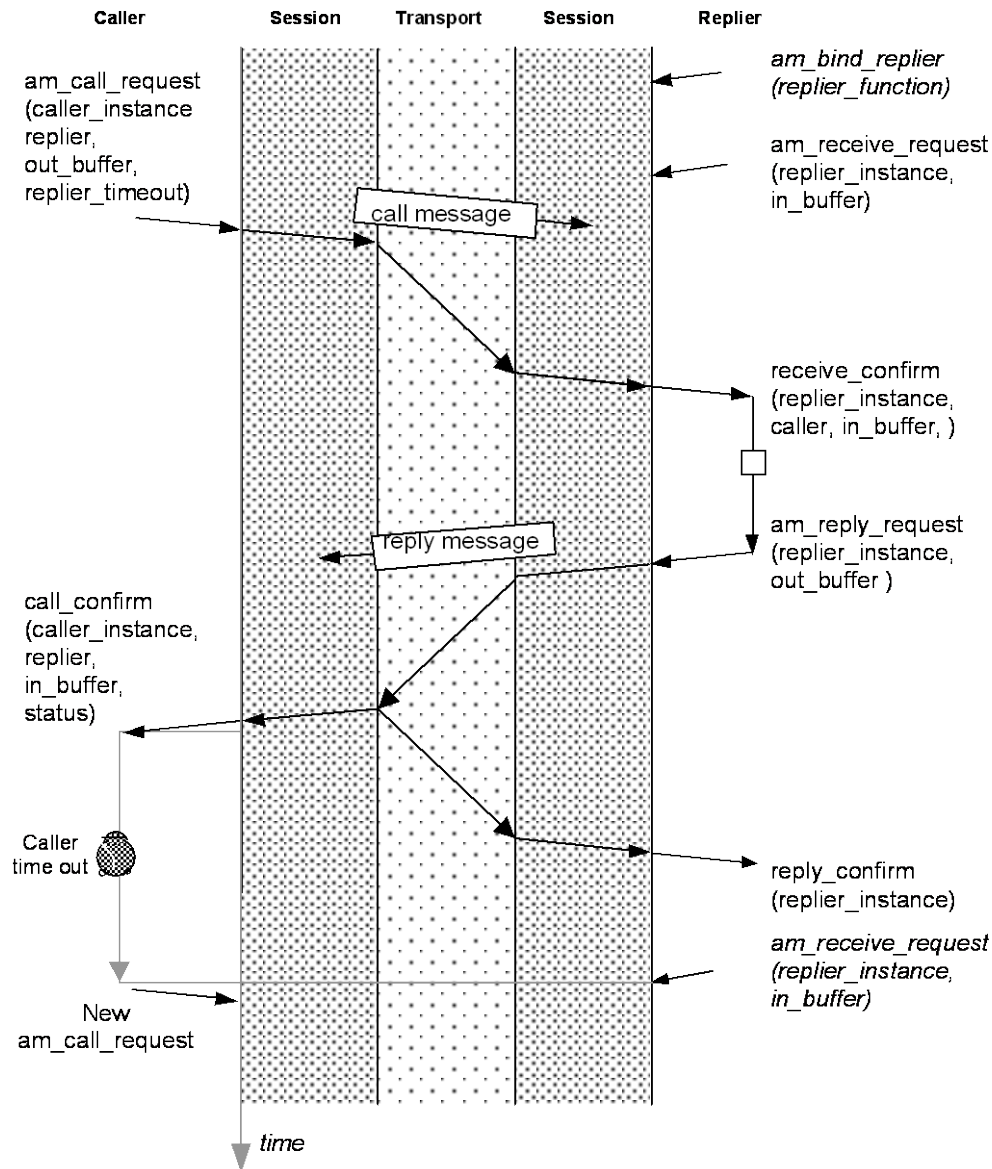 Caller Session Transport Session Replier
am_call_request
(caller_instance
replier,
out_buffer,
replier_timeout)
am_bind_replier
(replier_function)
am_receive_request
(replier_instance,
in_buffer)
call message
receive_confirm
(replier_instance,
caller, in_buffer, )
reply message
am_reply_request
(replier_instance,
out_buffer )
call_confirm
(caller_instance,
replier,
in_buffer,
status)
Caller
time out
reply_confirm
(replier_instance)
am_receive_request
(replier_instance,
in_buffer)
New
am_call_request
time